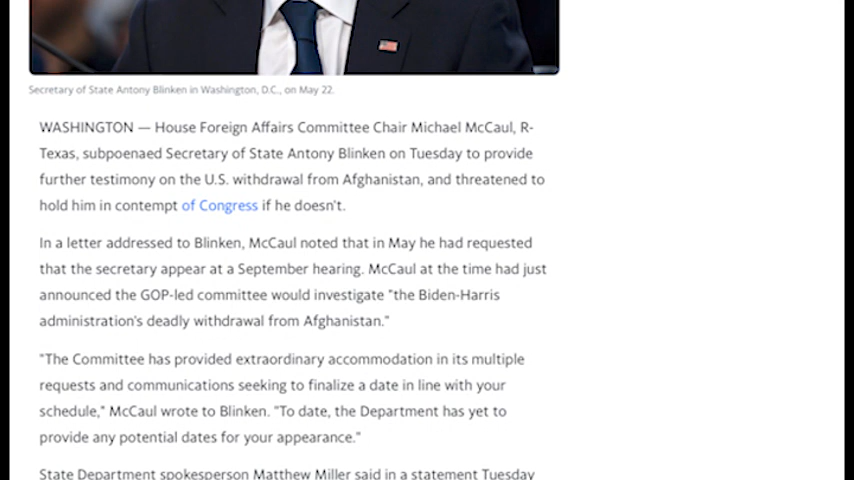 Secretary of State Antony Blinken in Washington, D.C., on May 22.
WASHINGTON — House Foreign Affairs Committee Chair Michael McCaul, R-
Texas, subpoenaed Secretary of State Antony Blinken on Tuesday to provide
further testimony on the U.S. withdrawal from Afghanistan, and threatened to
hold him in contempt of Congress if he doesn't.
In a letter addressed to Blinken, McCaul noted that in May he had requested
that the secretary appear at a September hearing. McCaul at the time had just
announced the GOP-led committee would investigate "the Biden-Harris
administration's deadly withdrawal from Afghanistan."
"The Committee has provided extraordinary accommodation in its multiple
requests and communications seeking to finalize a date in line with your
schedule," McCaul wrote to Blinken. "To date, the Department has yet to
provide any potential dates for your appearance."
State Department spokesperson Matthew Miller said in a statement Tuesday